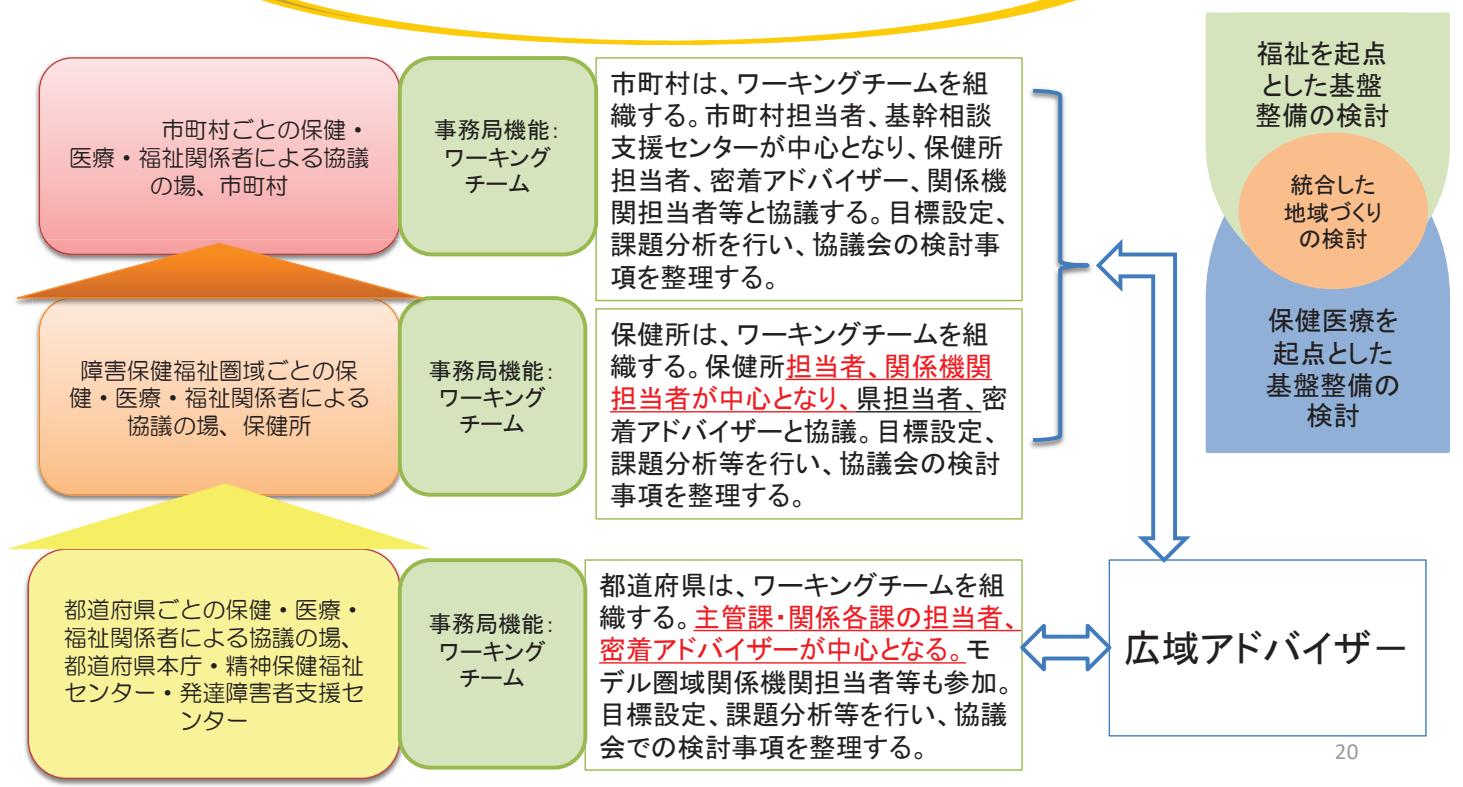 市町村ごとの保健・
医療・福祉関係者による協議
の場、市町村
事務局機能:
ワーキング
チーム
市町村は、ワーキングチームを組
織する。市町村担当者、基幹相談
支援センターが中心となり、保健所
担当者、密着アドバイザー、関係機
関担当者等と協議する。目標設定、
課題分析を行い、協議会の検討事
項を整理する。
障害保健福祉圏域ごとの保
健・医療・福祉関係者による
協議の場、保健所
事務局機能:
ワーキング
チーム
保健所は、ワーキングチームを組
織する。保健所担当者、関係機関
担当者が中心となり、県担当者、密
着アドバイザーと協議。目標設定、
課題分析等を行い、協議会の検討
事項を整理する。
都道府県ごとの保健・医療・
福祉関係者による協議の場、
都道府県本庁・精神保健福祉
センター・発達障害者支援セ
ンター
事務局機能:
ワーキング
チーム
都道府県は、ワーキングチームを組
織する。主管課・関係各課の担当者、
密着アドバイザーが中心となる。モ
デル圏域関係機関担当者等も参加。
目標設定、課題分析等を行い、協議
会での検討事項を整理する。
福祉を起点
とした基盤
整備の検討
統合した
地域づくり
の検討
保健医療を
起点とした
基盤整備の
検討
広域アドバイザー
20